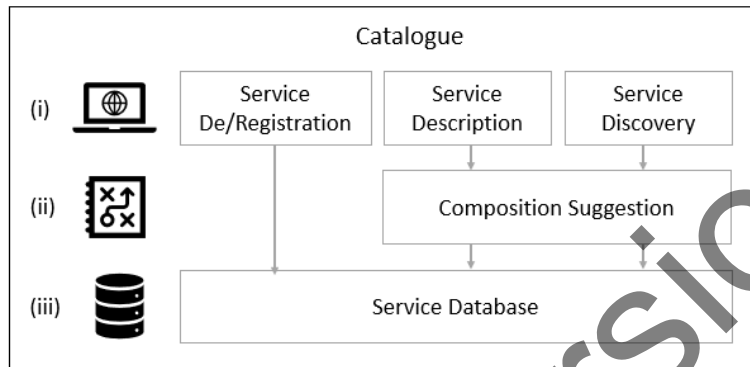 Catalogue
(i)
Service
De/Registration
Service
Description
Service
Discovery
(ii)
Composition Suggestion
(iii)
Service Database